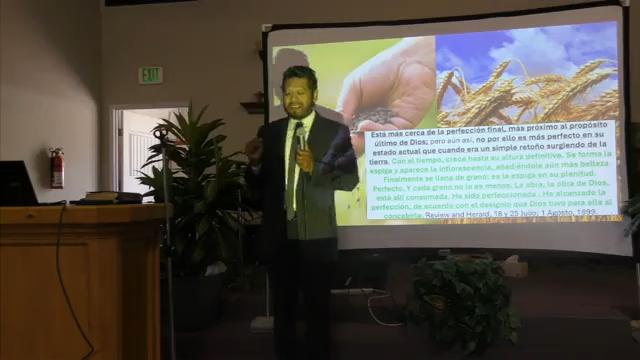 EXIT
Está más cerca de la perfección final, más próximo al propósito
último de Dios; pero aún así, no por ello es más perfecto en su
estado actual que cuando era un simple retoño surgiendo de la
tierra. Con el tiempo, crece hasta su altura definitiva. Se forma la
espiga y aparece la inflorescencia, añadiéndole aún más belleza.
Finalmente se llena de grano: es la espiga en su plenitud.
Perfecto. Y cada grano no lo es menos. La obra, la obra de Dios,
está allí consumada. Ha sido perfeccionada - Ha alcanzado la
perfección, de acuerdo con el designio que Dios tuvo para ella al
concebirla. Review and Herald, 18 y 25 Julio; 1 Agosto, 1899.